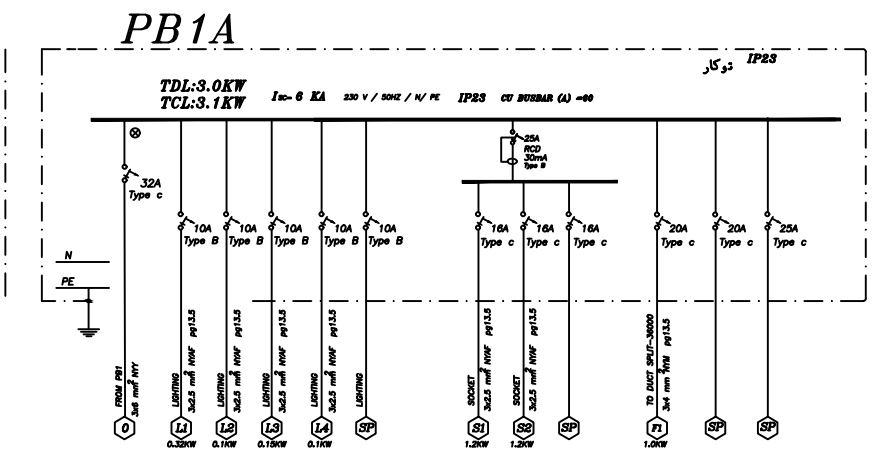 PB1A
توکار IP23
TDL:3.0KW
TCL:3.1KW
Isc= 6 KA 230 V / 50HZ / N/ PE IP23 CU BUSBAR (A) =60
25A
RCD
30mA
Type B
32A
Type c
10A
Type B
10A
Type B
10A
Type B
10A
Type B
10A
Type B
16A
Type c
16A
Type c
16A
Type c
20A
Type c
20A
Type c
25A
Type c
N
PE
FROM PB1
3x6 mm² NYY
LIGHTING
3x2.5 mm² NYAF pg13.5
LIGHTING
3x2.5 mm² NYAF pg13.5
LIGHTING
3x2.5 mm² NYAF pg13.5
LIGHTING
3x2.5 mm² NYAF pg13.5
LIGHTING
SOCKET
3x2.5 mm² NYAF pg13.5
SOCKET
3x2.5 mm² NYAF pg13.5
TO DUCT SPLIT-36000
3x4 mm² NYM pg13.5
0 L1 L2 L3 L4 SP S1 S2 SP F1 SP SP
0.32KW 0.1KW 0.15KW 0.1KW 1.2KW 1.2KW 1.0KW